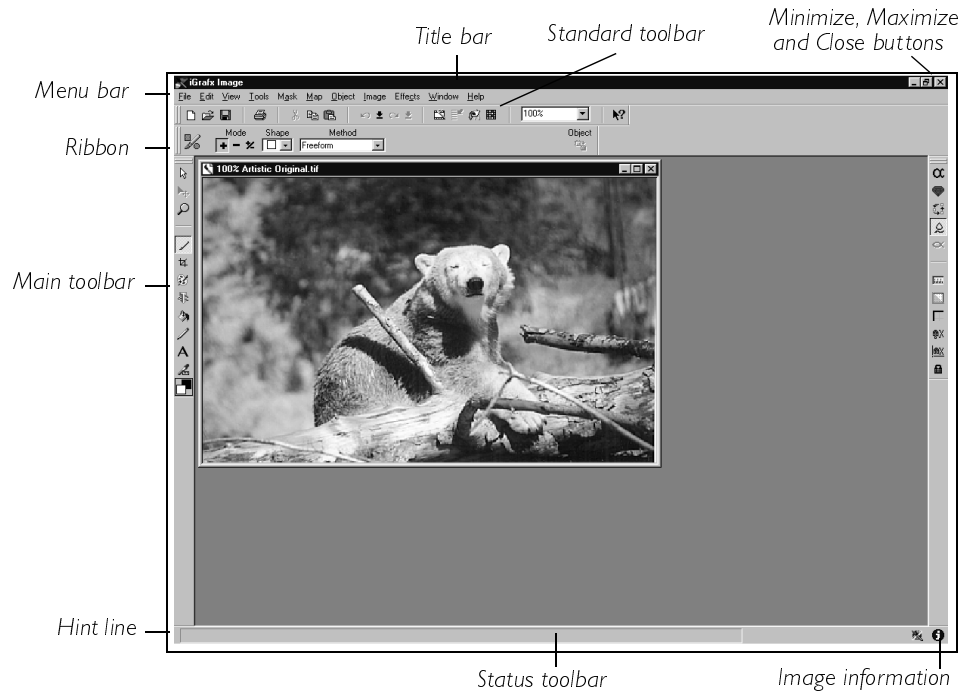 Title bar
Standard toolbar
Minimize, Maximize
and Close buttons
Menu bar
iGrafx Image
File Edit View Tools Mask Map Object Image Effects Window Help
100%
Ribbon
Mode Shape Method Object
Freeform
100% Artistic Original.tif
Main toolbar
A
Hint line
Status toolbar
Image information